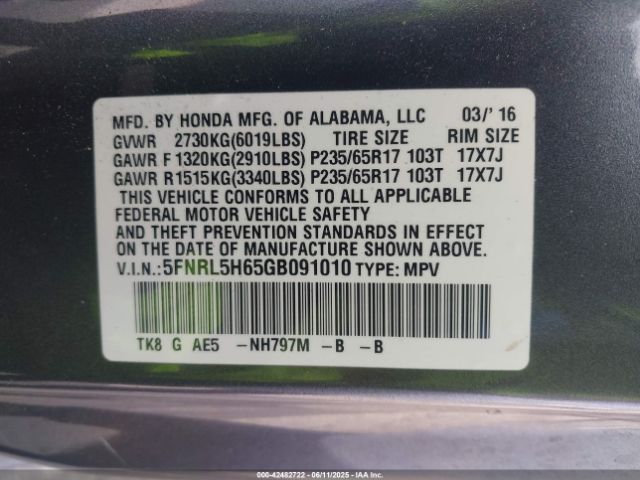 MFD. BY HONDA MFG. OF ALABAMA, LLC 03/'16
GVWR 2730KG(6019LBS) TIRE SIZE RIM SIZE
GAWR F 1320KG(2910LBS) P235/65R17 103T 17X7J
GAWR R1515KG(3340LBS) P235/65R17 103T 17X7J
THIS VEHICLE CONFORMS TO ALL APPLICABLE
FEDERAL MOTOR VEHICLE SAFETY
AND THEFT PREVENTION STANDARDS IN EFFECT
ON THE DATE OF MANUFACTURE SHOWN ABOVE.
V.I.N.:5FNRL5H65GB091010 TYPE: MPV
TK8 G AE5 -NH797M -B -B
000-42482722 - 06/11/2025 - IAA Inc.